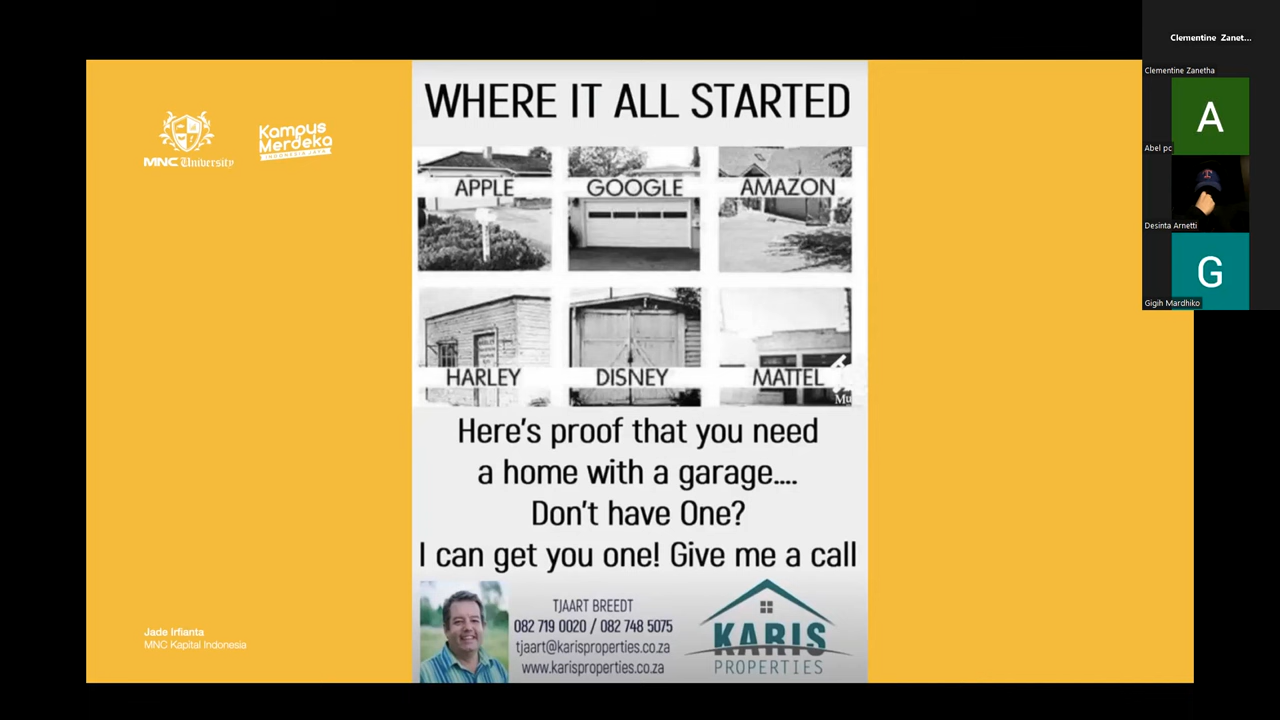 MNC University
Kampus
Merdeka
INDONESIA JAYA
WHERE IT ALL STARTED
APPLE GOOGLE AMAZON
HARLEY DISNEY MATTEL
Mu
Here's proof that you need
a home with a garage....
Don't have One?
I can get you one! Give me a call
TJAART BREEDT
082 719 0020 / 082 748 5075
tjaart@karisproperties.co.za
www.karisproperties.co.za
KARIS
PROPERTIES
Jade Irfianta
MNC Kapital Indonesia
Clementine Zanet...
Clementine Zanetha
A
Abel pc
T
Desinta Arnetti
G
Gigih Mardhiko